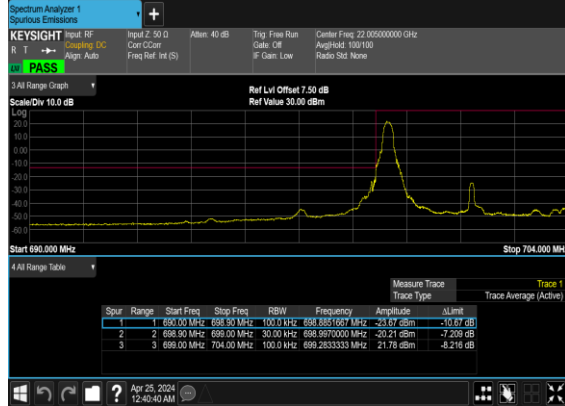 Spectrum Analyzer 1
Spurious Emissions
KEYSIGHT Input: RF Input Z: 50 Ω Atten: 40 dB Trig: Free Run Center Freq: 22.005000000 GHz
R T Coupling: DC Corr CCorr Gate: Off Avg|Hold: 100/100
Align: Auto Freq Ref: Int (S) IF Gain: Low Radio Std: None
PASS
3 All Range Graph
Ref Lvl Offset 7.50 dB
Scale/Div 10.0 dB Ref Value 30.00 dBm
Log
20.0
10.0
0.00
-10.0
-20.0
-30.0
-40.0
-50.0
-60.0
Start 690.000 MHz Stop 704.000 MH
4 All Range Table
Measure Trace Trace 1
Trace Type Trace Average (Active)
Spur Range Start Freq Stop Freq RBW Frequency Amplitude ΔLimit
1 1 690.00 MHz 698.90 MHz 100.0 kHz 698.8851667 MHz -23.67 dBm -10.67 dB
2 2 698.90 MHz 699.00 MHz 30.00 kHz 698.9970000 MHz -20.21 dBm -7.209 dB
3 3 699.00 MHz 704.00 MHz 100.0 kHz 699.2833333 MHz 21.78 dBm -8.216 dB
? Apr 25, 2024
12:40:40 AM